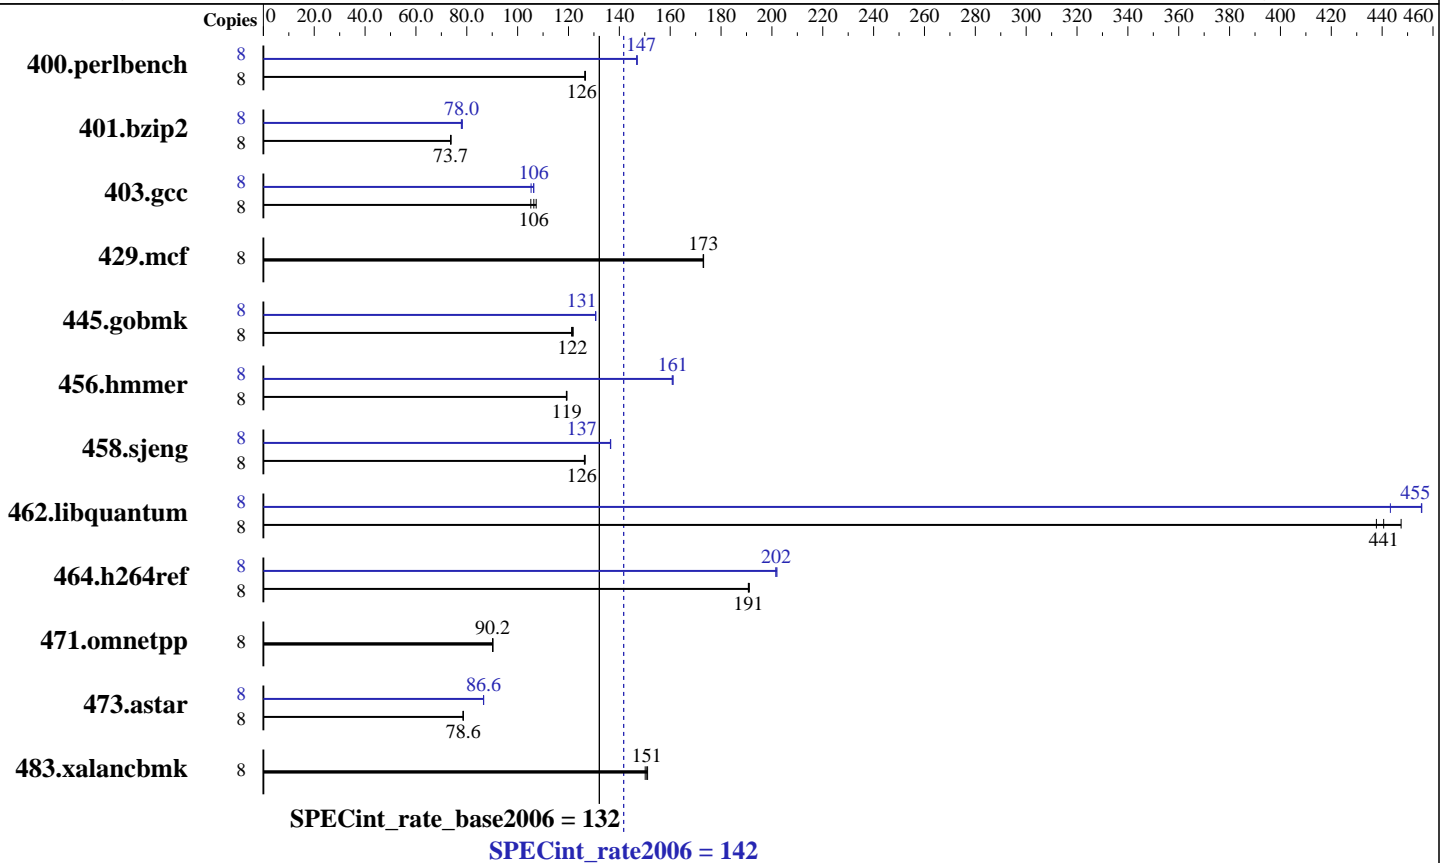 Copies 0 20.0 40.0 60.0 80.0 100 120 140 160 180 200 220 240 260 280 300 320 340 360 380 400 420 440 460
400.perlbench 8 147
8 126
401.bzip2 8 78.0
8 73.7
403.gcc 8 106
8 106
429.mcf 8 173
445.gobmk 8 131
8 122
456.hmmer 8 161
8 119
458.sjeng 8 137
8 126
462.libquantum 8 455
8 441
464.h264ref 8 202
8 191
471.omnetpp 8 90.2
473.astar 8 86.6
8 78.6
483.xalancbmk 8 151
SPECint_rate_base2006 = 132
SPECint_rate2006 = 142